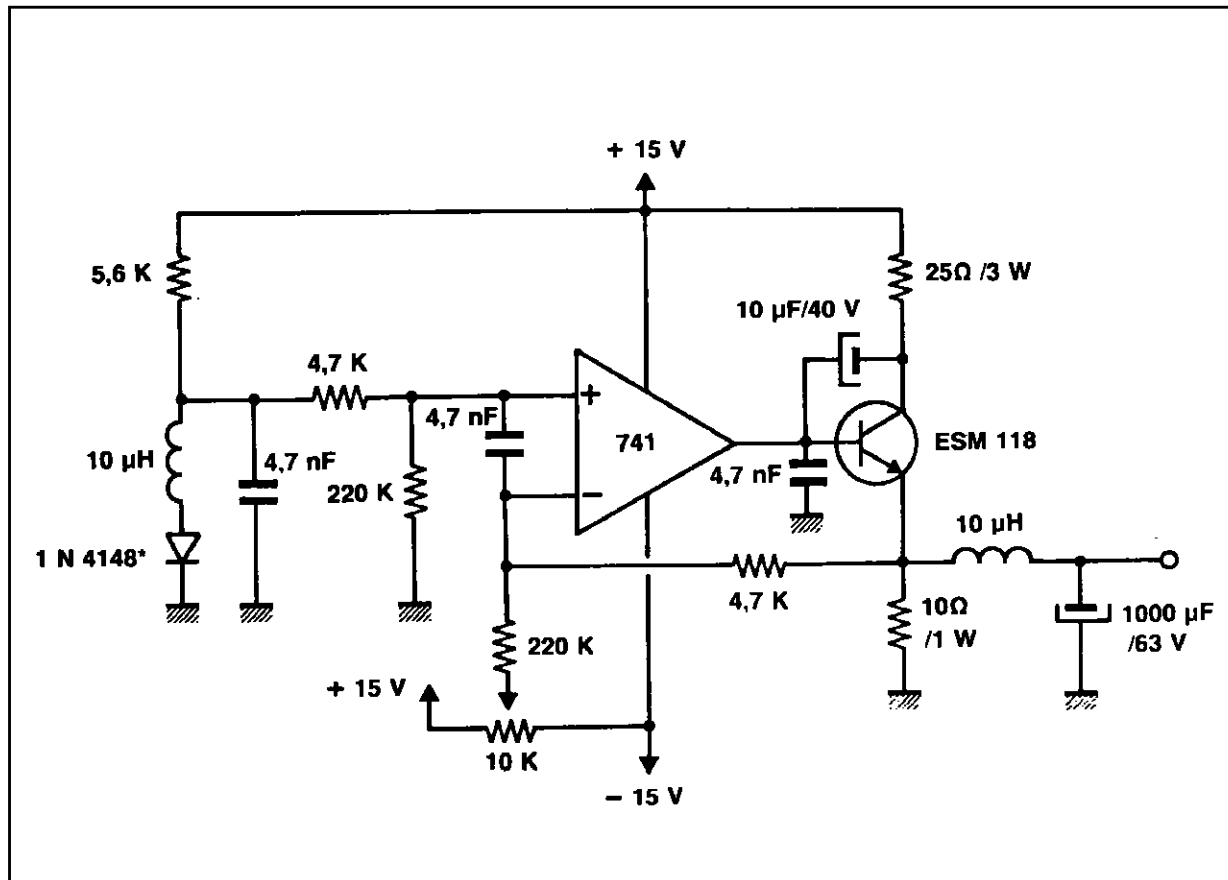 + 15 V
5,6 K
25Ω /3 W
10 µF/40 V
4,7 K
+
4,7 nF
741
ESM 118
10 µH
4,7 nF
220 K
4,7 nF
−
10 µH
1 N 4148*
4,7 K
10Ω
/1 W
1000 µF
/63 V
220 K
+ 15 V
10 K
− 15 V